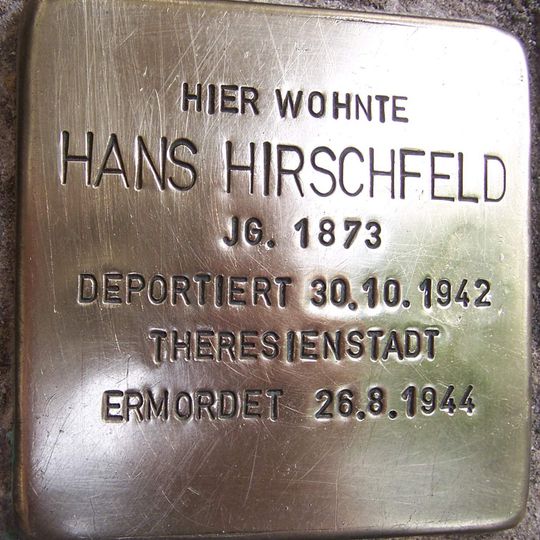 HIER WOHNTE
HANS HIRSCHFELD
JG. 1873
DEPORTIERT 30.10.1942
THERESIENSTADT
ERMORDET 26.8.1944